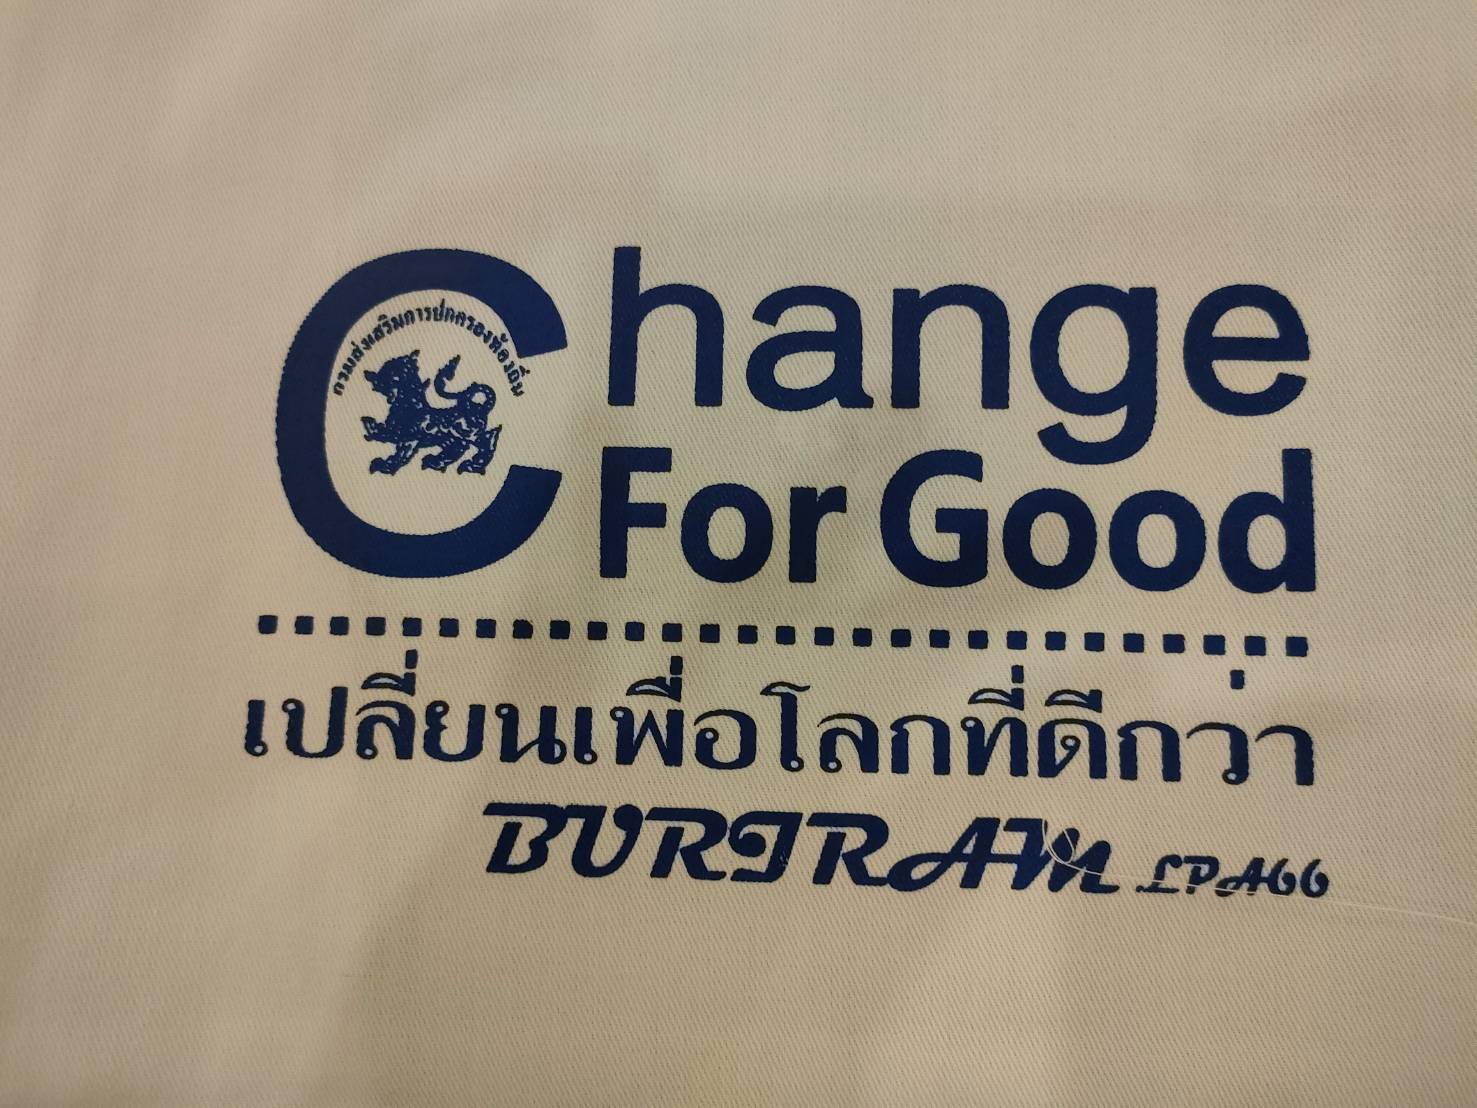 Change
กรมส่งเสริมการปกครองท้องถิ่น
For Good
เปลี่ยนเพื่อโลกที่ดีกว่า
BURIRAM LPA66